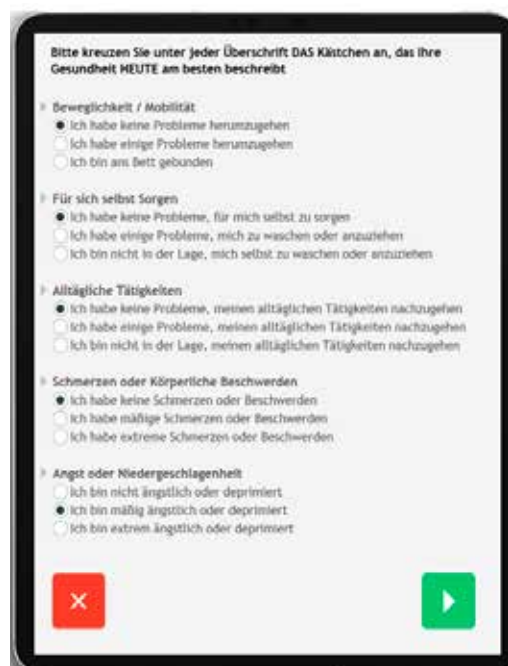 Bitte kreuzen Sie unter jeder Überschrift DAS Kästchen an, das Ihre
Gesundheit HEUTE am besten beschreibt
Beweglichkeit / Mobilität
Ich habe keine Probleme herumzugehen
Ich habe einige Probleme herumzugehen
Ich bin ans Bett gebunden
Für sich selbst Sorgen
Ich habe keine Probleme, für mich selbst zu sorgen
Ich habe einige Probleme, mich zu waschen oder anzuziehen
Ich bin nicht in der Lage, mich selbst zu waschen oder anzuziehen
Alltägliche Tätigkeiten
Ich habe keine Probleme, meinen alltäglichen Tätigkeiten nachzugehen
Ich habe einige Probleme, meinen alltäglichen Tätigkeiten nachzugehen
Ich bin nicht in der Lage, meinen alltäglichen Tätigkeiten nachzugehen
Schmerzen oder Körperliche Beschwerden
Ich habe keine Schmerzen oder Beschwerden
Ich habe mäßige Schmerzen oder Beschwerden
Ich habe extreme Schmerzen oder Beschwerden
Angst oder Niedergeschlagenheit
Ich bin nicht ängstlich oder deprimiert
Ich bin mäßig ängstlich oder deprimiert
Ich bin extrem ängstlich oder deprimiert